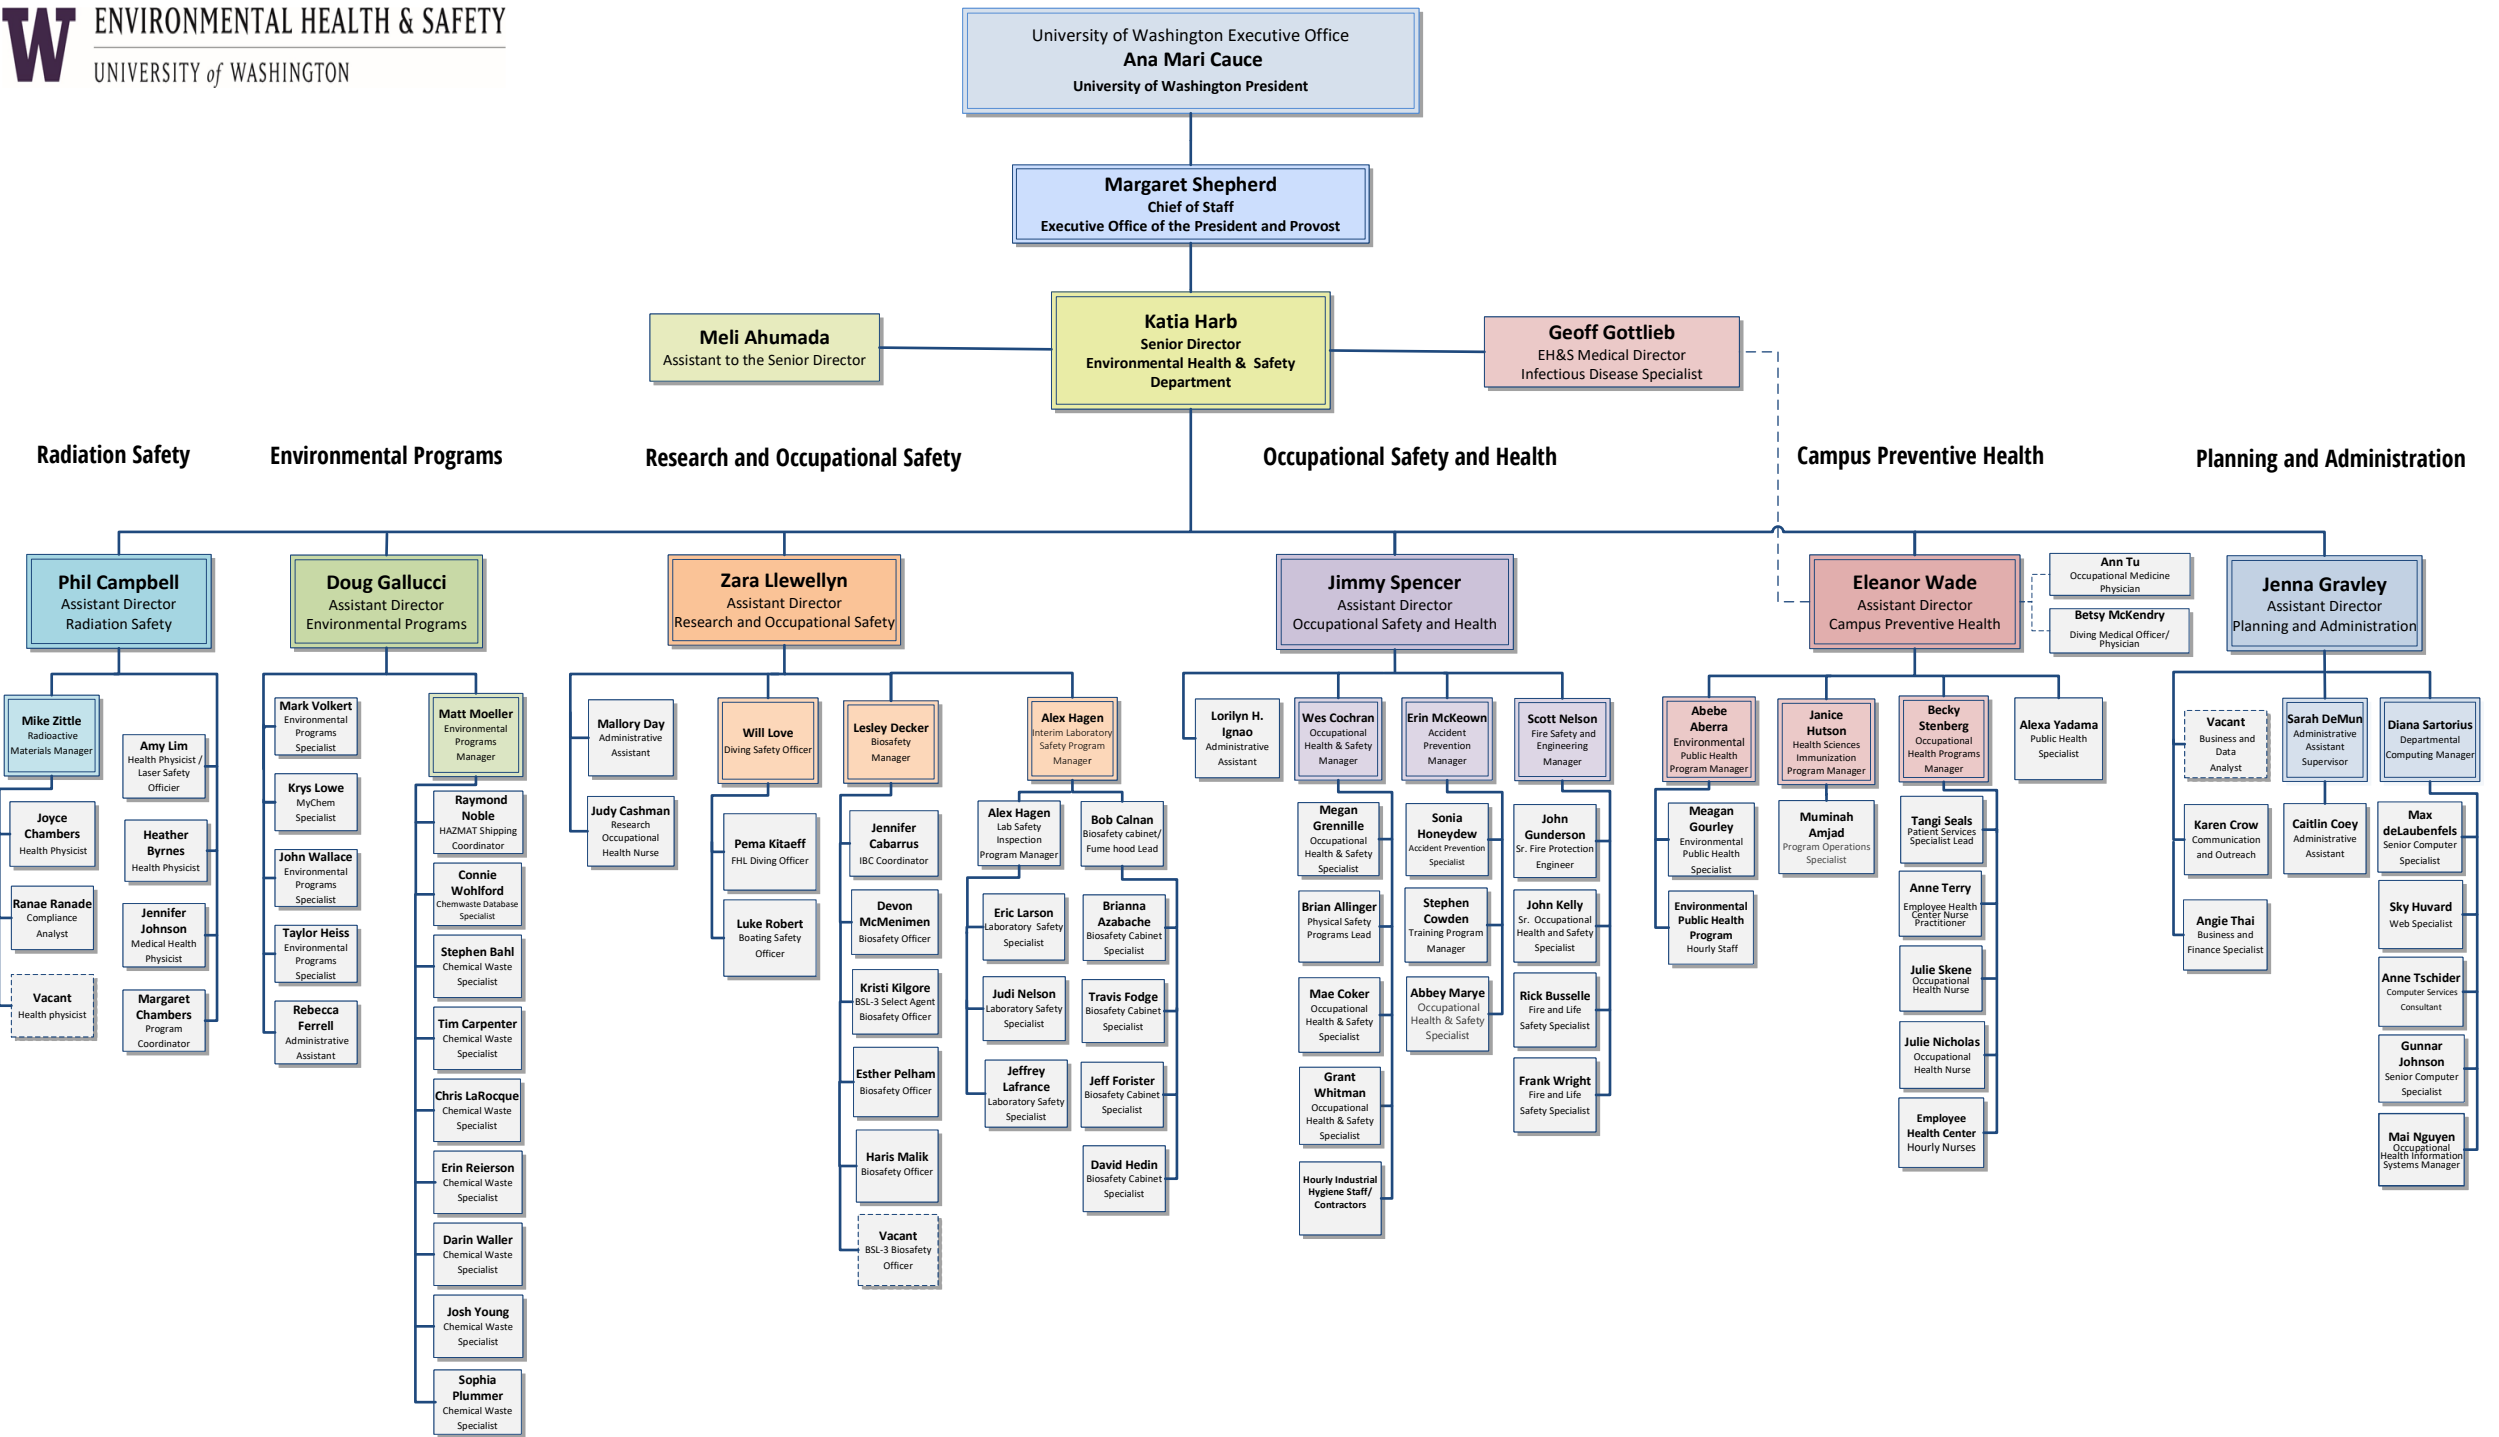 ENVIRONMENTAL HEALTH & SAFETY
UNIVERSITY of WASHINGTON
W
University of Washington Executive Office
Ana Mari Cauce
University of Washington President
Margaret Shepherd
Chief of Staff
Executive Office of the President and Provost
Meli Ahumada
Assistant to the Senior Director
Katia Harb
Senior Director
Environmental Health & Safety
Department
Geoff Gottlieb
EH&S Medical Director
Infectious Disease Specialist
Radiation Safety
Environmental Programs
Research and Occupational Safety
Occupational Safety and Health
Campus Preventive Health
Planning and Administration
Phil Campbell
Assistant Director
Radiation Safety
Doug Gallucci
Assistant Director
Environmental Programs
Zara Llewellyn
Assistant Director
Research and Occupational Safety
Jimmy Spencer
Assistant Director
Occupational Safety and Health
Eleanor Wade
Assistant Director
Campus Preventive Health
Ann Tu
Occupational Medicine
Physician
Betsy McKendry
Diving Medical Officer/
Physician
Jenna Gravley
Assistant Director
Planning and Administration
Mike Zittle
Radioactive
Materials Manager
Joyce
Chambers
Health Physicist
Ranae Ranade
Compliance
Analyst
Vacant
Health physicist
Amy Lim
Health Physicist /
Laser Safety
Officier
Heather
Byrnes
Health Physicist
Jennifer
Johnson
Medical Health
Physicist
Margaret
Chambers
Program
Coordinator
Mark Volkert
Environmental
Programs
Specialist
Krys Lowe
MyChem
Specialist
John Wallace
Environmental
Programs
Specialist
Taylor Heiss
Environmental
Programs
Specialist
Rebecca
Ferrell
Administrative
Assistant
Matt Moeller
Environmental
Programs
Manager
Raymond
Noble
HAZMAT Shipping
Coordinator
Connie
Wohlford
Chemwaste Database
Specialist
Stephen Bahl
Chemical Waste
Specialist
Tim Carpenter
Chemical Waste
Specialist
Chris LaRocque
Chemical Waste
Specialist
Erin Reierson
Chemical Waste
Specialist
Darin Waller
Chemical Waste
Specialist
Josh Young
Chemical Waste
Specialist
Sophia
Plummer
Chemical Waste
Specialist
Mallory Day
Administrative
Assistant
Judy Cashman
Research
Occupational
Health Nurse
Will Love
Diving Safety Officer
Pema Kitaeff
FHL Diving Officer
Luke Robert
Boating Safety
Officer
Lesley Decker
Biosafety
Manager
Jennifer
Cabarrus
IBC Coordinator
Devon
McMenimen
Biosafety Officer
Kristi Kilgore
BSL-3 Select Agent
Biosafety Officer
Esther Pelham
Biosafety Officer
Haris Malik
Biosafety Officer
Vacant
BSL-3 Biosafety
Officer
Alex Hagen
Interim Laboratory
Safety Program
Manager
Alex Hagen
Lab Safety
Inspection
Program Manager
Eric Larson
Laboratory Safety
Specialist
Judi Nelson
Laboratory Safety
Specialist
Jeffrey
Lafrance
Laboratory Safety
Specialist
Bob Calnan
Biosafety cabinet/
Fume hood Lead
Brianna
Azabache
Biosafety Cabinet
Specialist
Travis Fodge
Biosafety Cabinet
Specialist
Jeff Forister
Biosafety Cabinet
Specialist
David Hedin
Biosafety Cabinet
Specialist
Lorilyn H.
Ignao
Administrative
Assistant
Wes Cochran
Occupational
Health & Safety
Manager
Megan
Grennille
Occupational
Health & Safety
Specialist
Brian Allinger
Physical Safety
Programs Lead
Mae Coker
Occupational
Health & Safety
Specialist
Grant
Whitman
Occupational
Health & Safety
Specialist
Hourly Industrial
Hygiene Staff/
Contractors
Erin McKeown
Accident
Prevention
Manager
Sonia
Honeydew
Accident Prevention
Specialist
Stephen
Cowden
Training Program
Manager
Abbey Marye
Occupational
Health & Safety
Specialist
Scott Nelson
Fire Safety and
Engineering
Manager
John
Gunderson
Sr. Fire Protection
Engineer
John Kelly
Sr. Occupational
Health and Safety
Specialist
Rick Busselle
Fire and Life
Safety Specialist
Frank Wright
Fire and Life
Safety Specialist
Abebe
Aberra
Environmental
Public Health
Program Manager
Meagan
Gourley
Environmental
Public Health
Specialist
Environmental
Public Health
Program
Hourly Staff
Janice
Hutson
Health Sciences
Immunization
Program Manager
Muminah
Amjad
Program Operations
Specialist
Becky
Stenberg
Occupational
Health Programs
Manager
Tangi Seals
Patient Services
Specialist Lead
Anne Terry
Employee Health
Center Nurse
Practitioner
Julie Skene
Occupational
Health Nurse
Julie Nicholas
Occupational
Health Nurse
Employee
Health Center
Hourly Nurses
Alexa Yadama
Public Health
Specialist
Vacant
Business and
Data
Analyst
Karen Crow
Communication
and Outreach
Angie Thai
Business and
Finance Specialist
Sarah DeMun
Administrative
Assistant
Supervisor
Caitlin Coey
Administrative
Assistant
Diana Sartorius
Departmental
Computing Manager
Max
deLaubenfels
Senior Computer
Specialist
Sky Huvard
Web Specialist
Anne Tschider
Computer Services
Consultant
Gunnar
Johnson
Senior Computer
Specialist
Mai Nguyen
Occupational
Health Information
Systems Manager